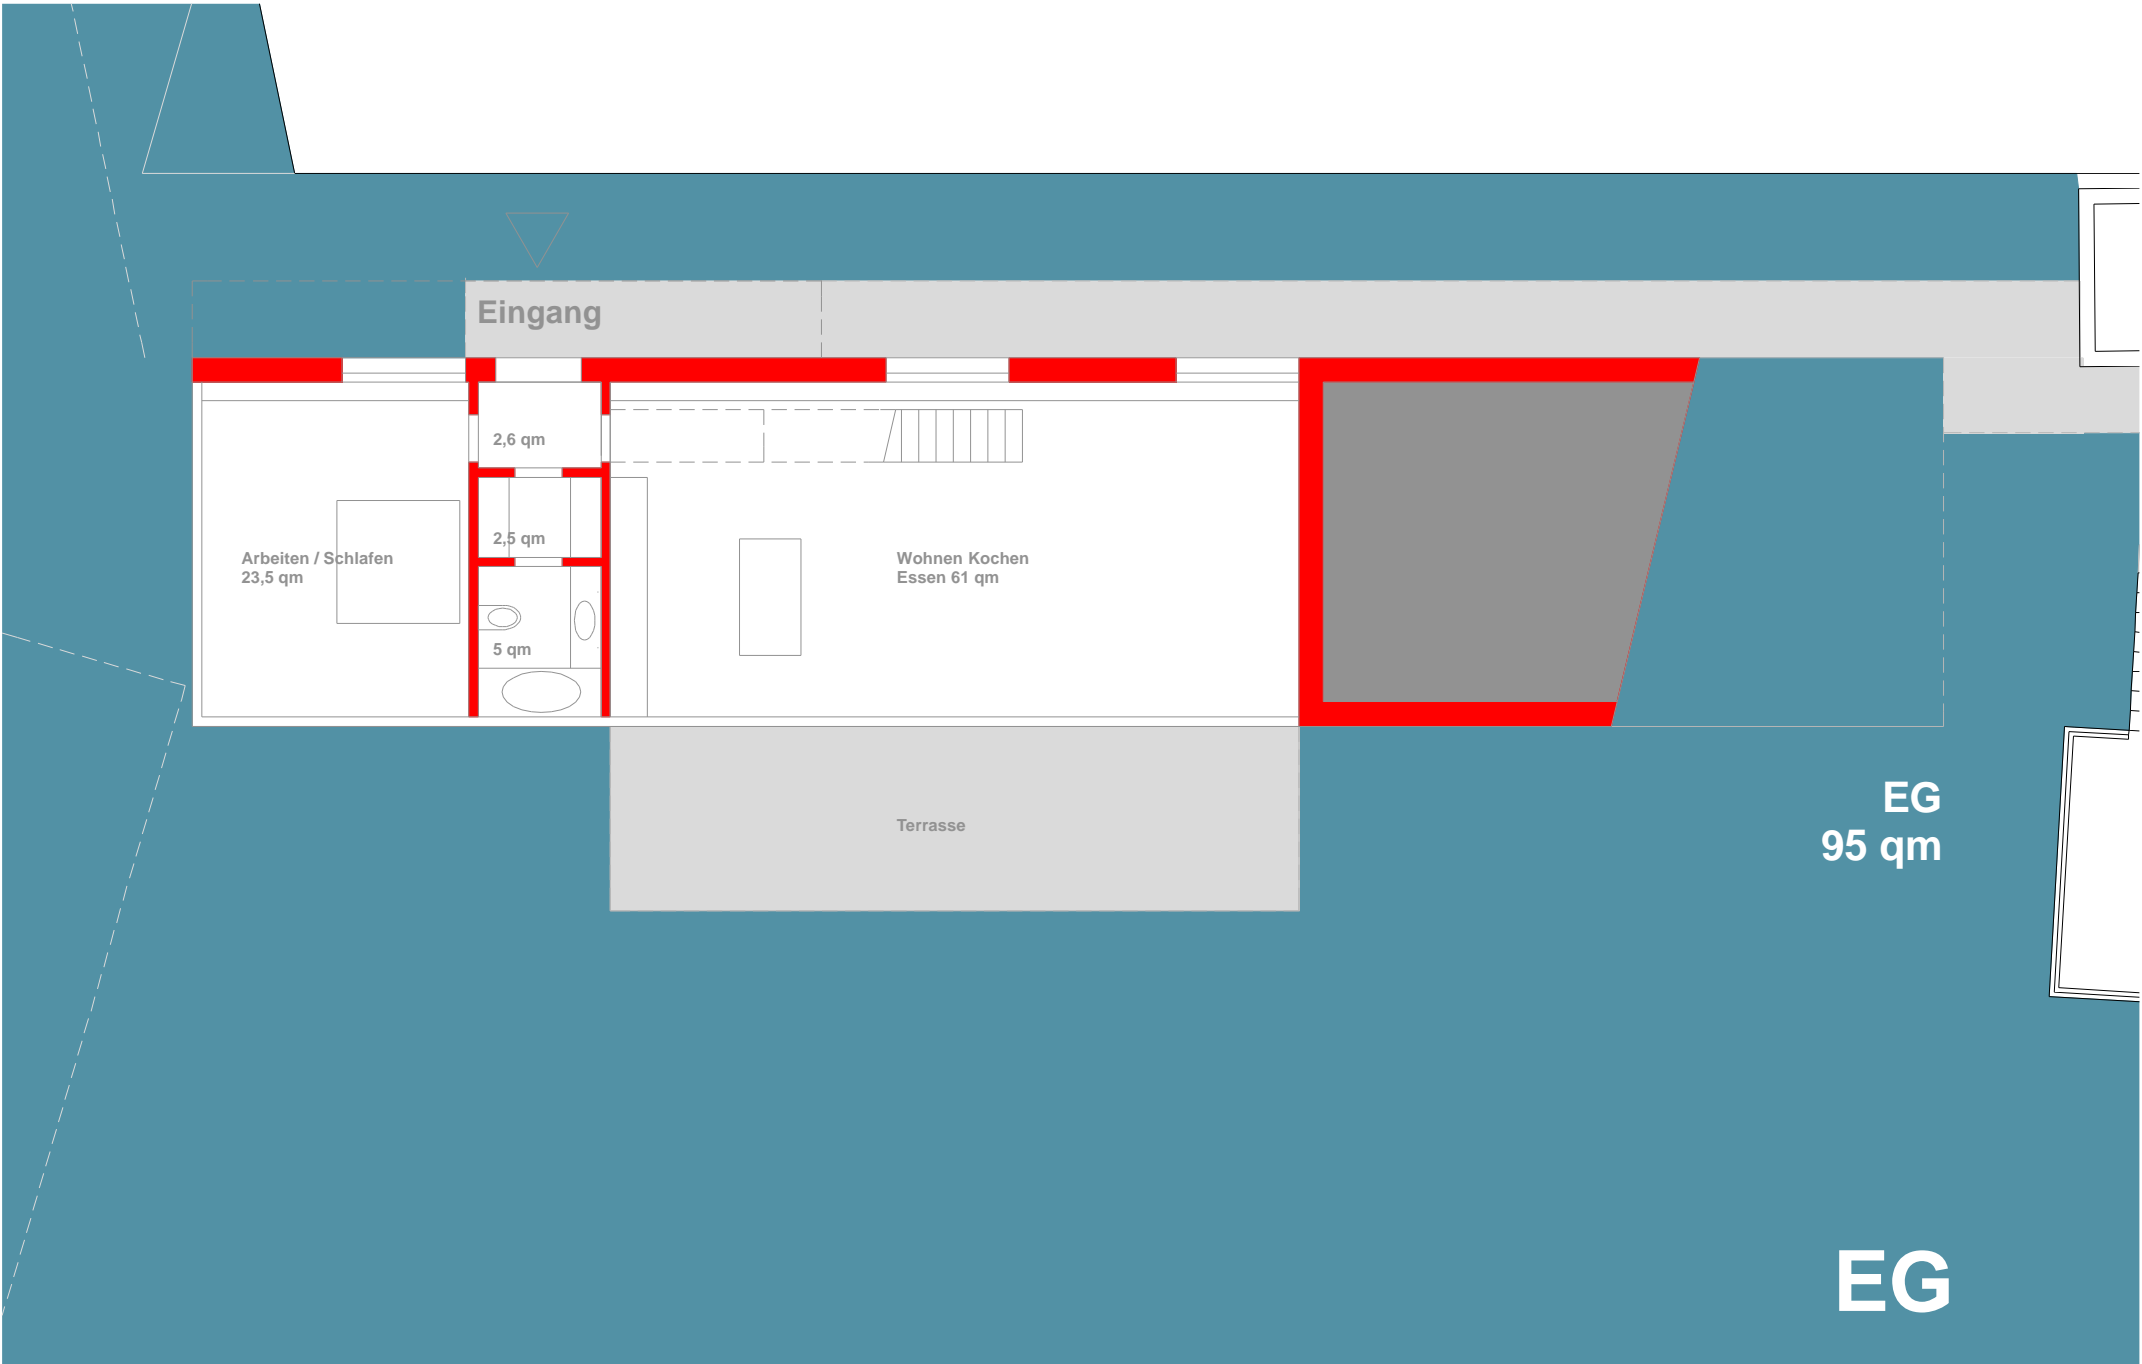 Eingang
2,6 qm
2,5 qm
Arbeiten / Schlafen
23,5 qm
Wohnen Kochen
Essen 61 qm
5 qm
Terrasse
EG
95 qm
EG